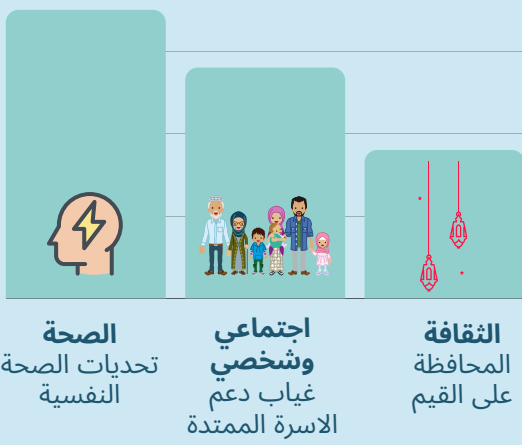 الثقافة
المحافظة
على القيم
اجتماعي
وشخصي
غياب دعم
الاسرة الممتدة
الصحة
تحديات الصحة
النفسية